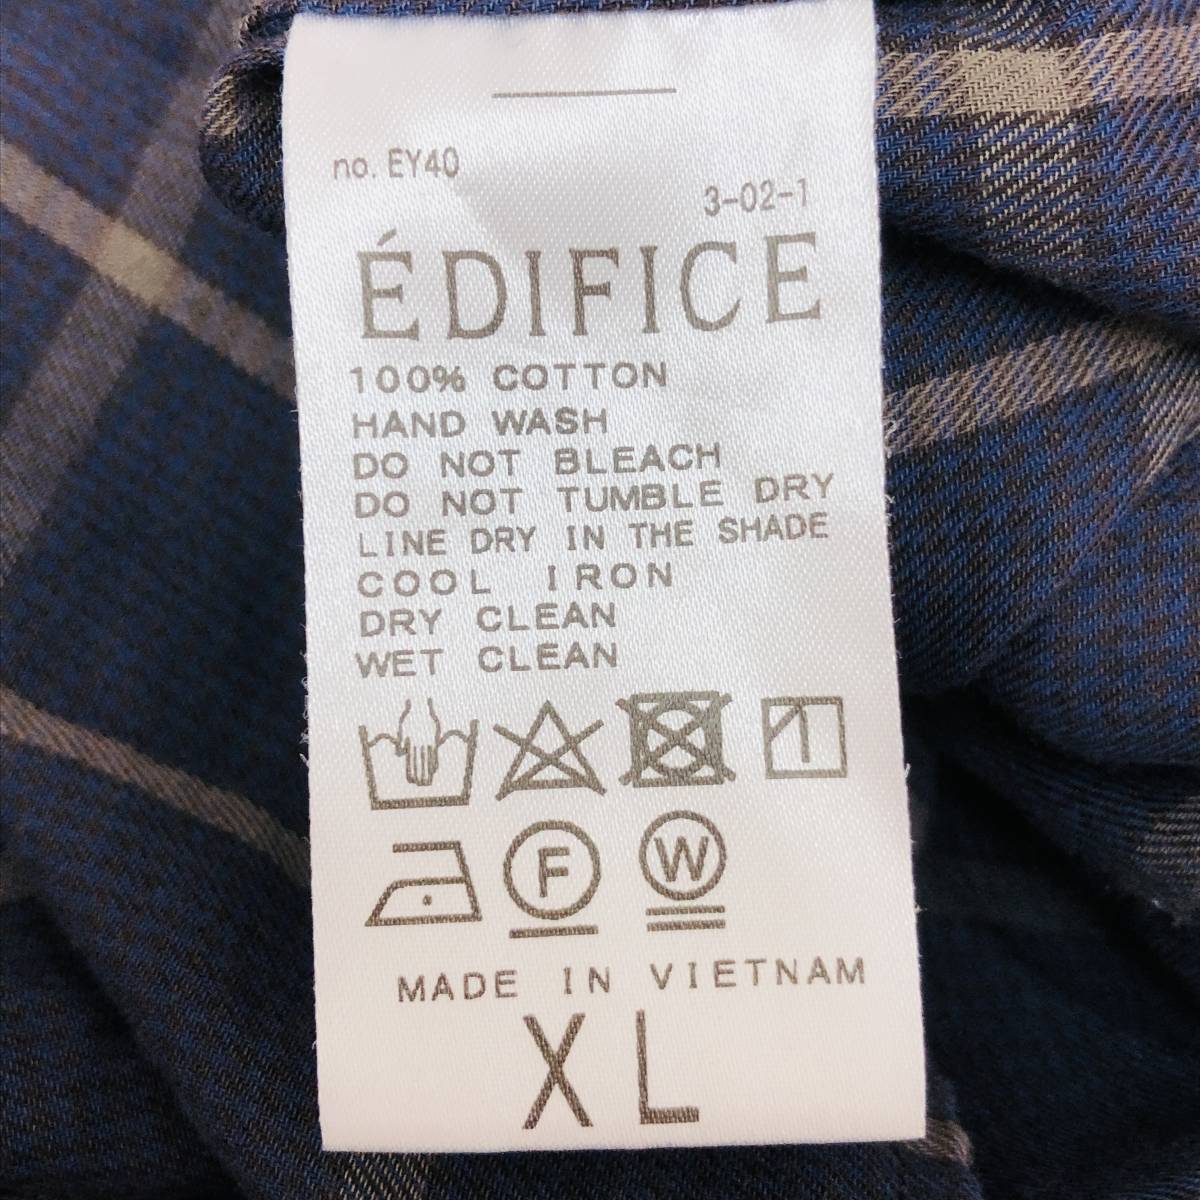 no. EY40
3-02-1
ÉDIFICE
100% COTTON
HAND WASH
DO NOT BLEACH
DO NOT TUMBLE DRY
LINE DRY IN THE SHADE
COOL IRON
DRY CLEAN
WET CLEAN
F W
MADE IN VIETNAM
XL